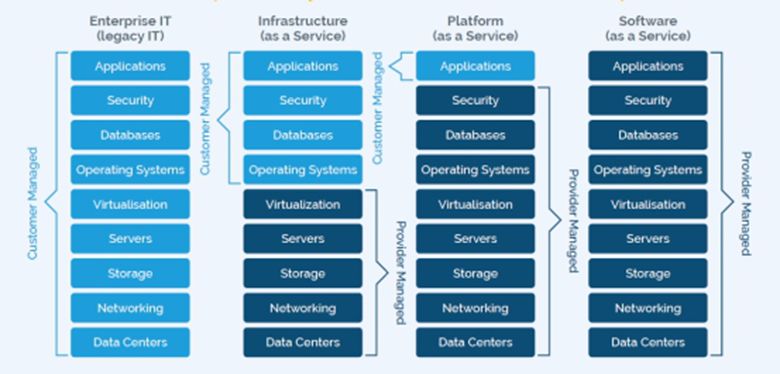 Enterprise IT
(legacy IT)
Applications
Security
Databases
Operating Systems
Virtualisation
Servers
Storage
Networking
Data Centers
Customer Managed
Infrastructure
(as a Service)
Applications
Security
Databases
Operating Systems
Virtualization
Servers
Storage
Networking
Data Centers
Customer Managed
Provider Managed
Platform
(as a Service)
Applications
Security
Databases
Operating Systems
Virtualisation
Servers
Storage
Networking
Data Centers
Customer Managed
Provider Managed
Software
(as a Service)
Applications
Security
Databases
Operating Systems
Virtualisation
Servers
Storage
Networking
Data Centers
Provider Managed